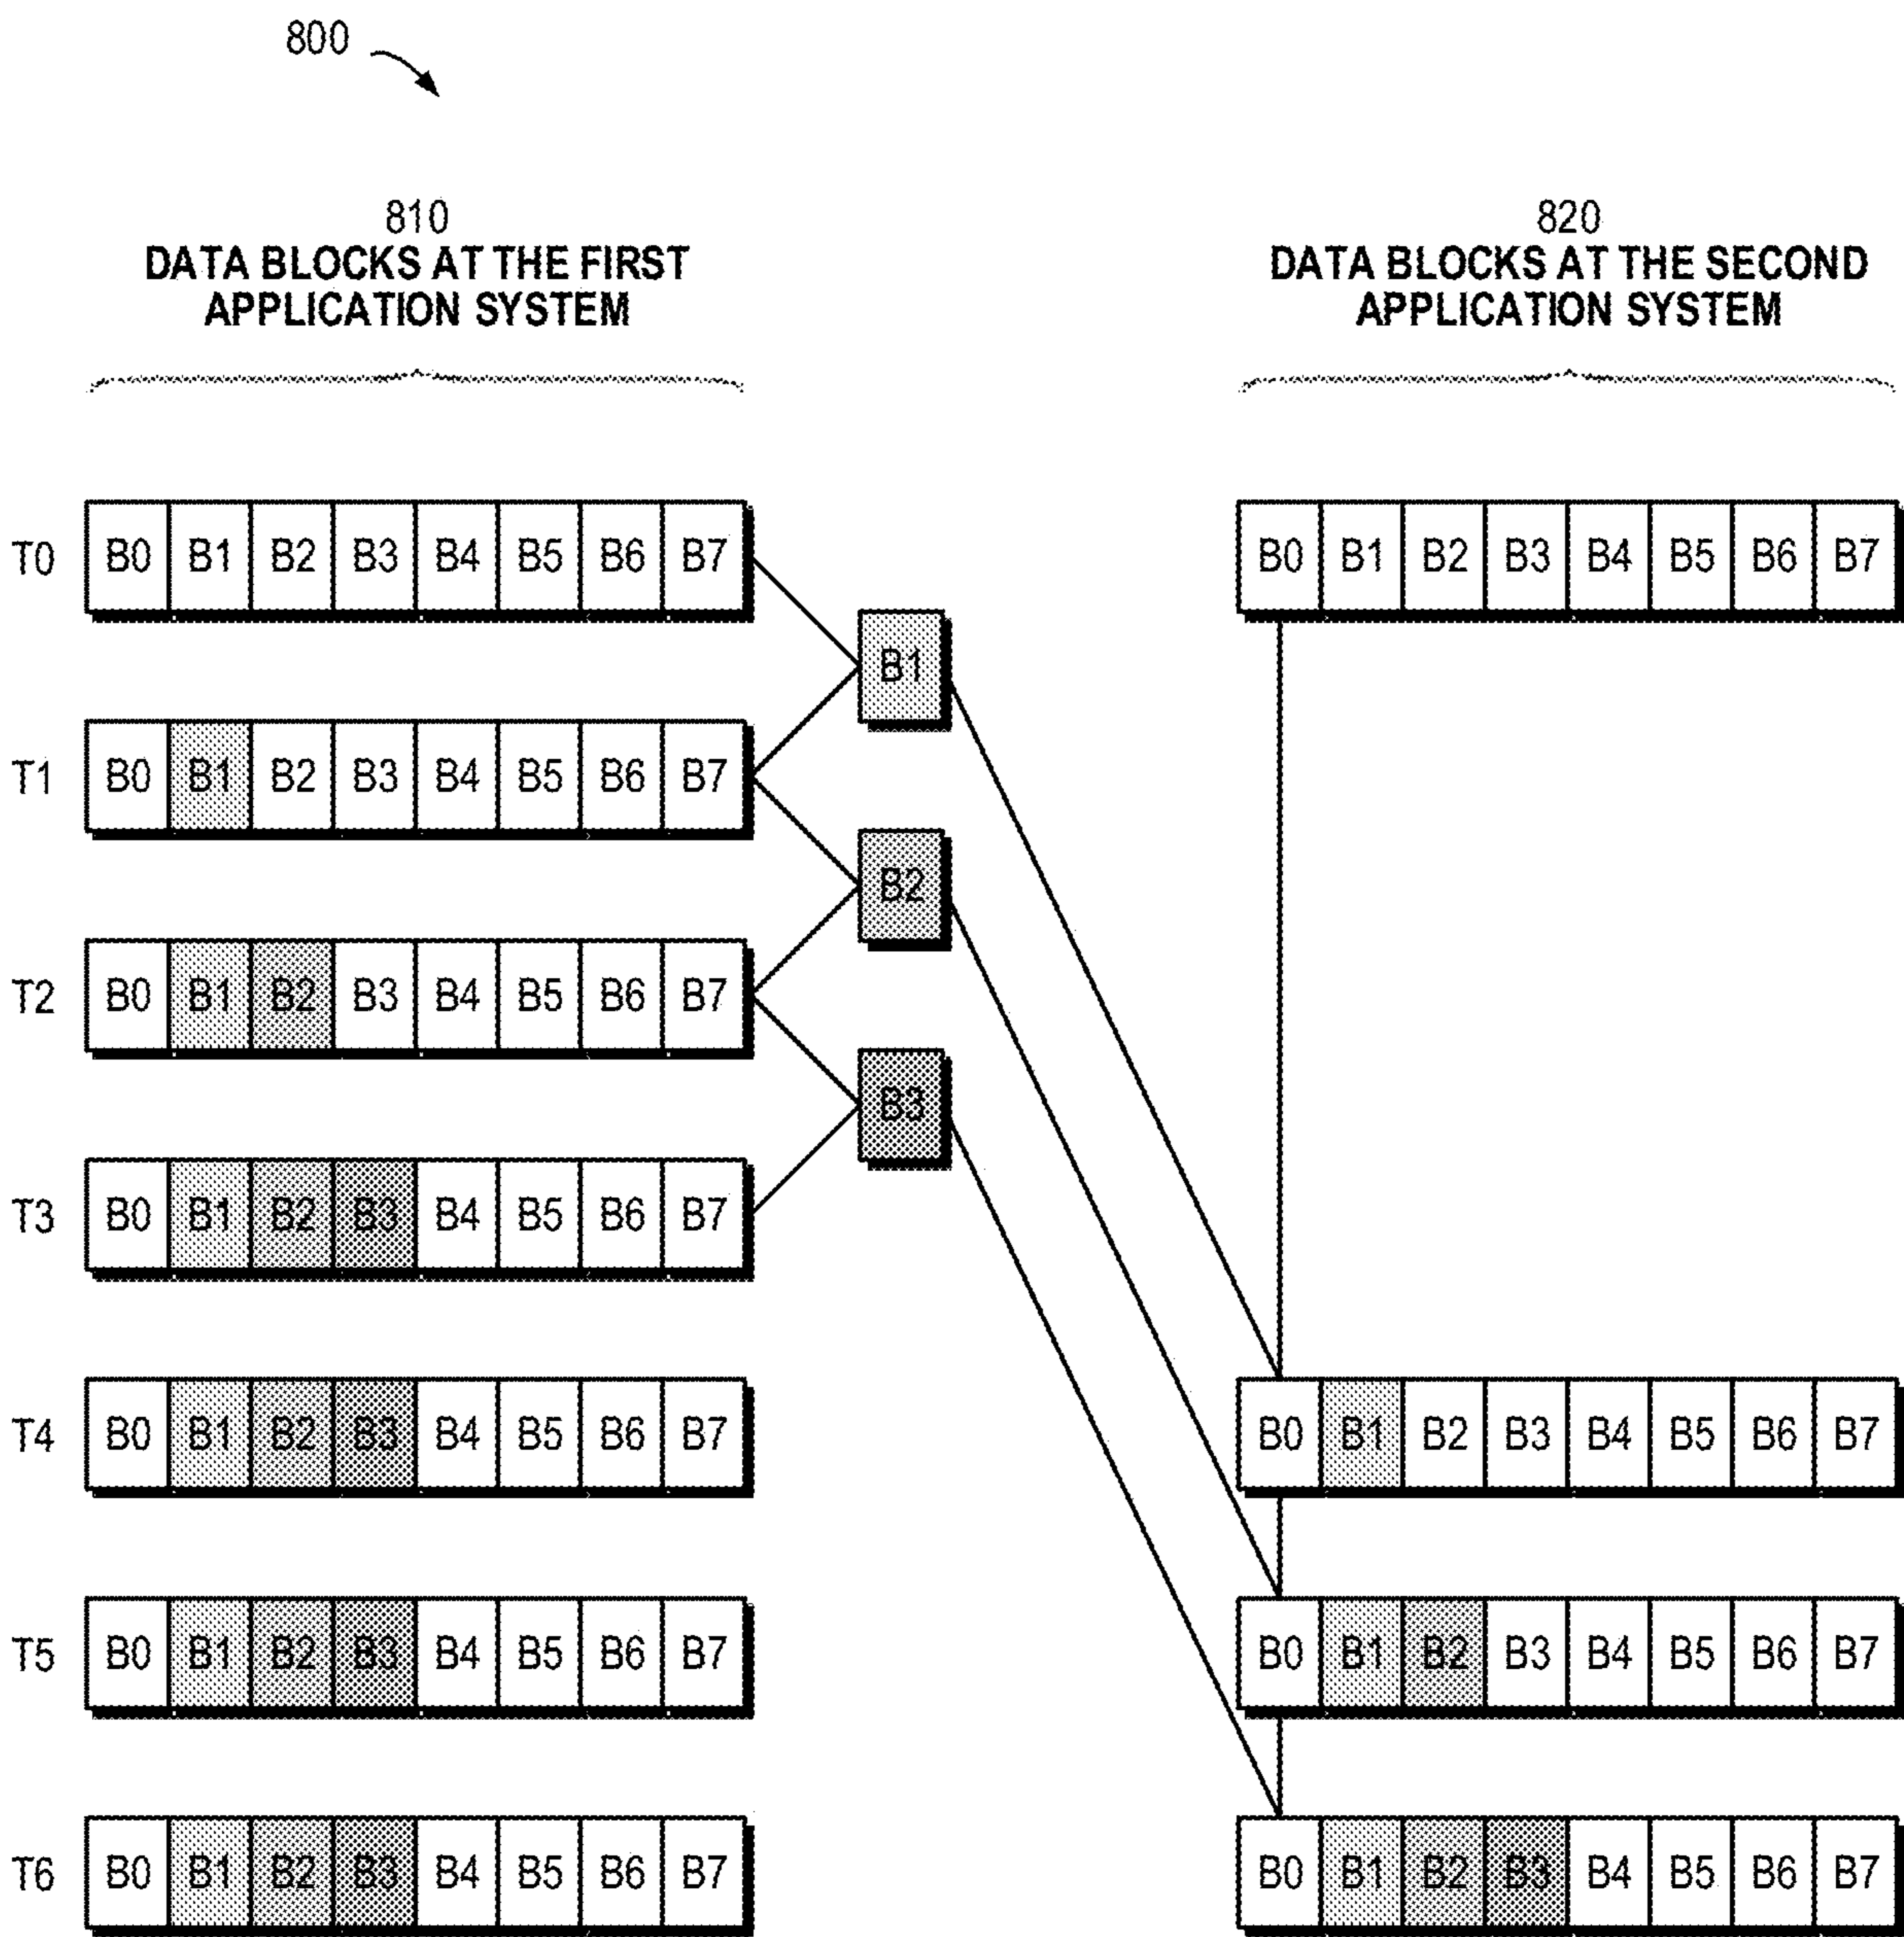 800
810
DATA BLOCKS AT THE FIRST
APPLICATION SYSTEM
820
DATA BLOCKS AT THE SECOND
APPLICATION SYSTEM
T0 B0 B1 B2 B3 B4 B5 B6 B7
B0 B1 B2 B3 B4 B5 B6 B7
B1
T1 B0 B1 B2 B3 B4 B5 B6 B7
B2
T2 B0 B1 B2 B3 B4 B5 B6 B7
B3
T3 B0 B1 B2 B3 B4 B5 B6 B7
T4 B0 B1 B2 B3 B4 B5 B6 B7
B0 B1 B2 B3 B4 B5 B6 B7
T5 B0 B1 B2 B3 B4 B5 B6 B7
B0 B1 B2 B3 B4 B5 B6 B7
T6 B0 B1 B2 B3 B4 B5 B6 B7
B0 B1 B2 B3 B4 B5 B6 B7